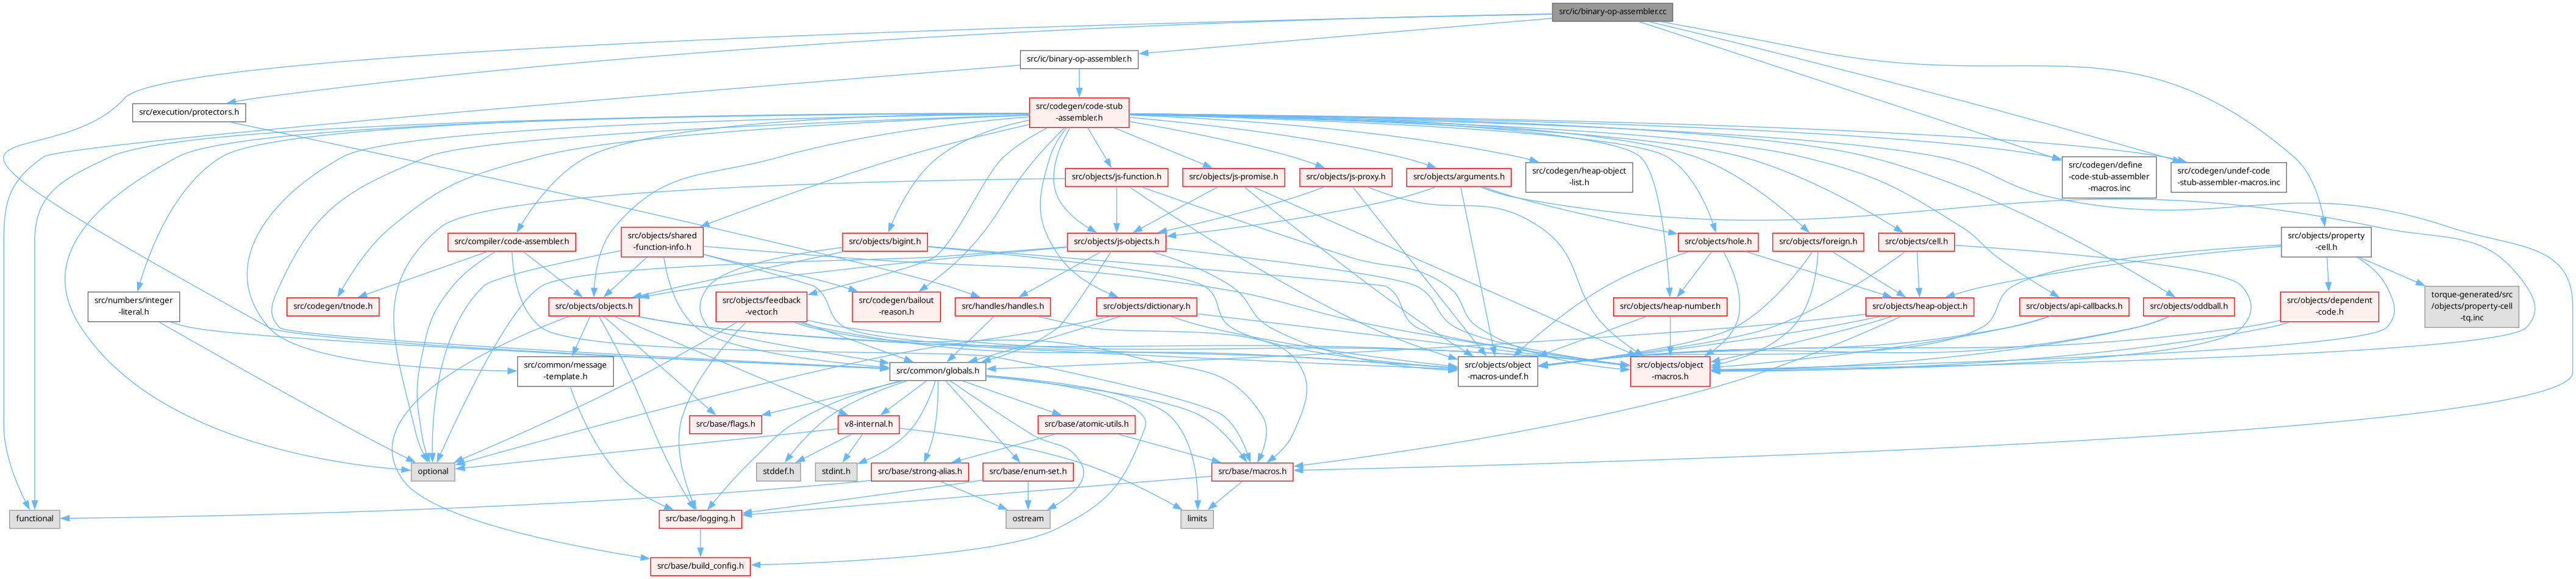 src/ic/binary-op-assembler.cc
src/ic/binary-op-assembler.h
src/execution/protectors.h
src/codegen/code-stub
-assembler.h
src/objects/js-function.h
src/objects/js-promise.h
src/objects/js-proxy.h
src/objects/arguments.h
src/codegen/heap-object
-list.h
src/codegen/define
-code-stub-assembler
-macros.inc
src/codegen/undef-code
-stub-assembler-macros.inc
src/compiler/code-assembler.h
src/objects/shared
-function-info.h
src/objects/bigint.h
src/objects/js-objects.h
src/objects/hole.h
src/objects/foreign.h
src/objects/cell.h
src/objects/property
-cell.h
src/numbers/integer
-literal.h
src/codegen/tnode.h
src/objects/objects.h
src/objects/feedback
-vector.h
src/codegen/bailout
-reason.h
src/handles/handles.h
src/objects/dictionary.h
src/objects/heap-number.h
src/objects/heap-object.h
src/objects/api-callbacks.h
src/objects/oddball.h
src/objects/dependent
-code.h
torque-generated/src
/objects/property-cell
-tq.inc
src/common/message
-template.h
src/common/globals.h
src/objects/object
-macros-undef.h
src/objects/object
-macros.h
src/base/flags.h
v8-internal.h
src/base/atomic-utils.h
optional
stddef.h
stdint.h
src/base/strong-alias.h
src/base/enum-set.h
src/base/macros.h
functional
src/base/logging.h
ostream
limits
src/base/build_config.h